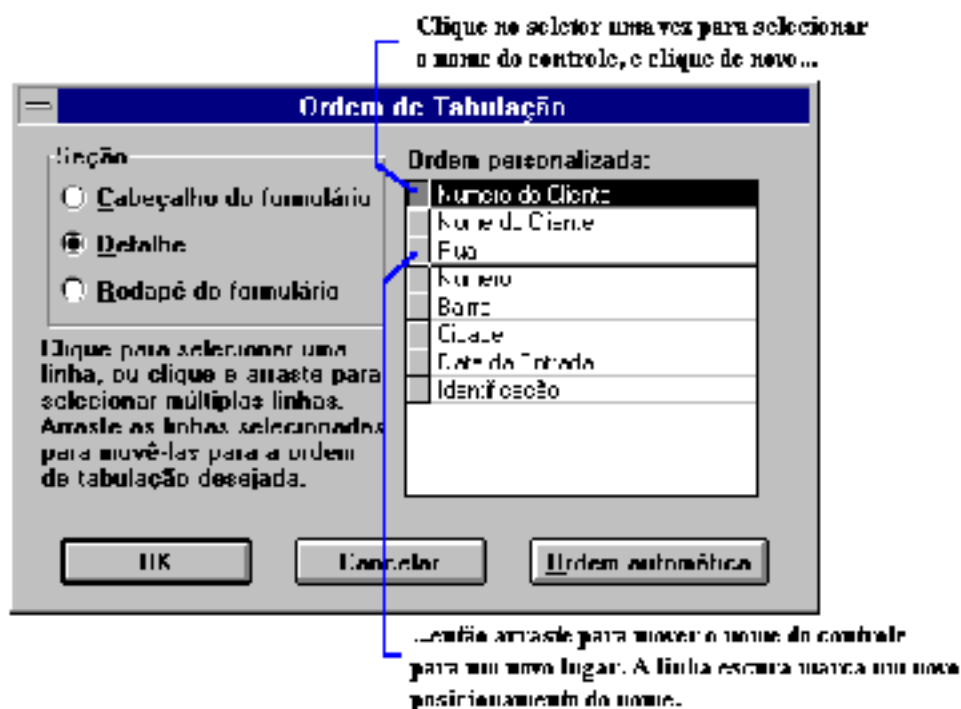 Clique no seletor uma vez para selecionar
o nome do controle, e clique de novo...
Ordem de Tabulação
Seção
Cabeçalho do formulário
Detalhe
Rodapé do formulário
Clique para selecionar uma
linha, ou clique e arraste para
selecionar múltiplas linhas.
Arraste as linhas selecionadas
para movê-las para a ordem
de tabulação desejada.
Ordem personalizada:
Número do Cliente
Nome do Cliente
Rua
Número
Bairro
Cidade
Data da Entrada
Identificação
OK
Cancelar
Ordem automática
...então arraste para mover o nome do controle
para um novo lugar. A linha escura marca um novo
posicionamento do nome.